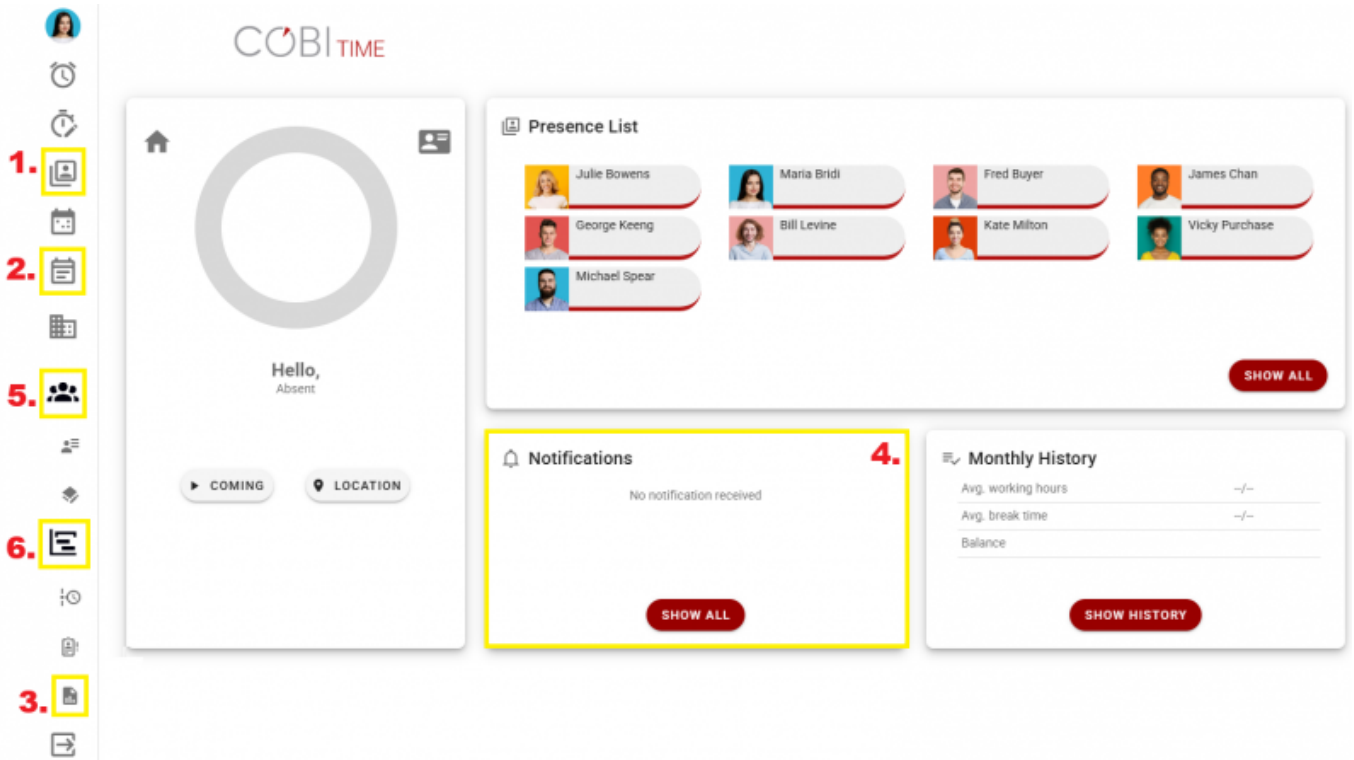 COBI TIME
1.
2.
5.
6.
3.
Hello,
Absent
COMING
LOCATION
Presence List
Julie Bowens
Maria Bridi
Fred Buyer
James Chan
George Keeng
Bill Levine
Kate Milton
Vicky Purchase
Michael Spear
SHOW ALL
Notifications
4.
No notification received
SHOW ALL
Monthly History
Avg. working hours --/--
Avg. break time --/--
Balance
SHOW HISTORY